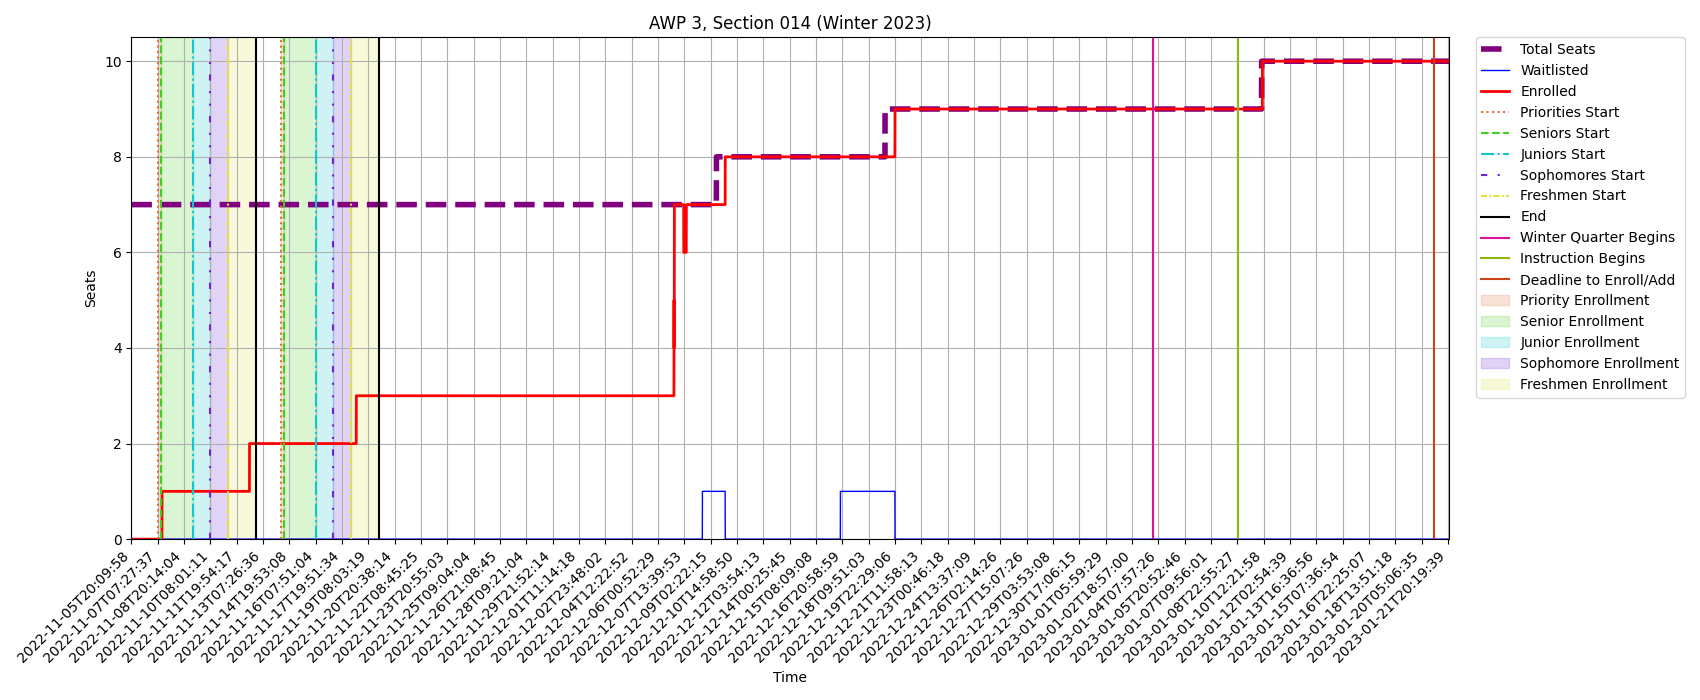 AWP 3, Section 014 (Winter 2023)
10
8
6
4
2
0
Seats
2022-11-05T20:09:58
2022-11-07T07:27:37
2022-11-08T20:14:04
2022-11-10T08:01:11
2022-11-11T19:54:17
2022-11-13T07:26:36
2022-11-14T19:53:08
2022-11-16T07:51:04
2022-11-17T19:51:34
2022-11-19T08:03:19
2022-11-20T20:38:14
2022-11-22T08:45:25
2022-11-23T20:55:03
2022-11-25T09:04:04
2022-11-26T21:08:45
2022-11-28T09:21:04
2022-11-29T21:52:14
2022-12-01T11:14:18
2022-12-02T23:48:02
2022-12-04T12:22:52
2022-12-06T00:52:29
2022-12-07T13:39:53
2022-12-09T02:22:15
2022-12-10T14:58:50
2022-12-12T03:54:13
2022-12-14T00:25:45
2022-12-15T08:09:08
2022-12-16T20:58:59
2022-12-18T09:51:03
2022-12-19T22:29:06
2022-12-21T11:58:13
2022-12-23T00:46:18
2022-12-24T13:37:09
2022-12-26T02:14:26
2022-12-27T15:07:26
2022-12-29T03:53:08
2022-12-30T17:06:15
2023-01-01T05:59:29
2023-01-02T18:57:00
2023-01-04T07:57:26
2023-01-05T20:52:46
2023-01-07T09:56:01
2023-01-08T22:55:27
2023-01-10T12:21:58
2023-01-12T02:54:39
2023-01-13T16:36:56
2023-01-15T07:36:54
2023-01-16T22:25:07
2023-01-18T13:51:18
2023-01-20T05:06:35
2023-01-21T20:19:39
Time
Total Seats
Waitlisted
Enrolled
Priorities Start
Seniors Start
Juniors Start
Sophomores Start
Freshmen Start
End
Winter Quarter Begins
Instruction Begins
Deadline to Enroll/Add
Priority Enrollment
Senior Enrollment
Junior Enrollment
Sophomore Enrollment
Freshmen Enrollment